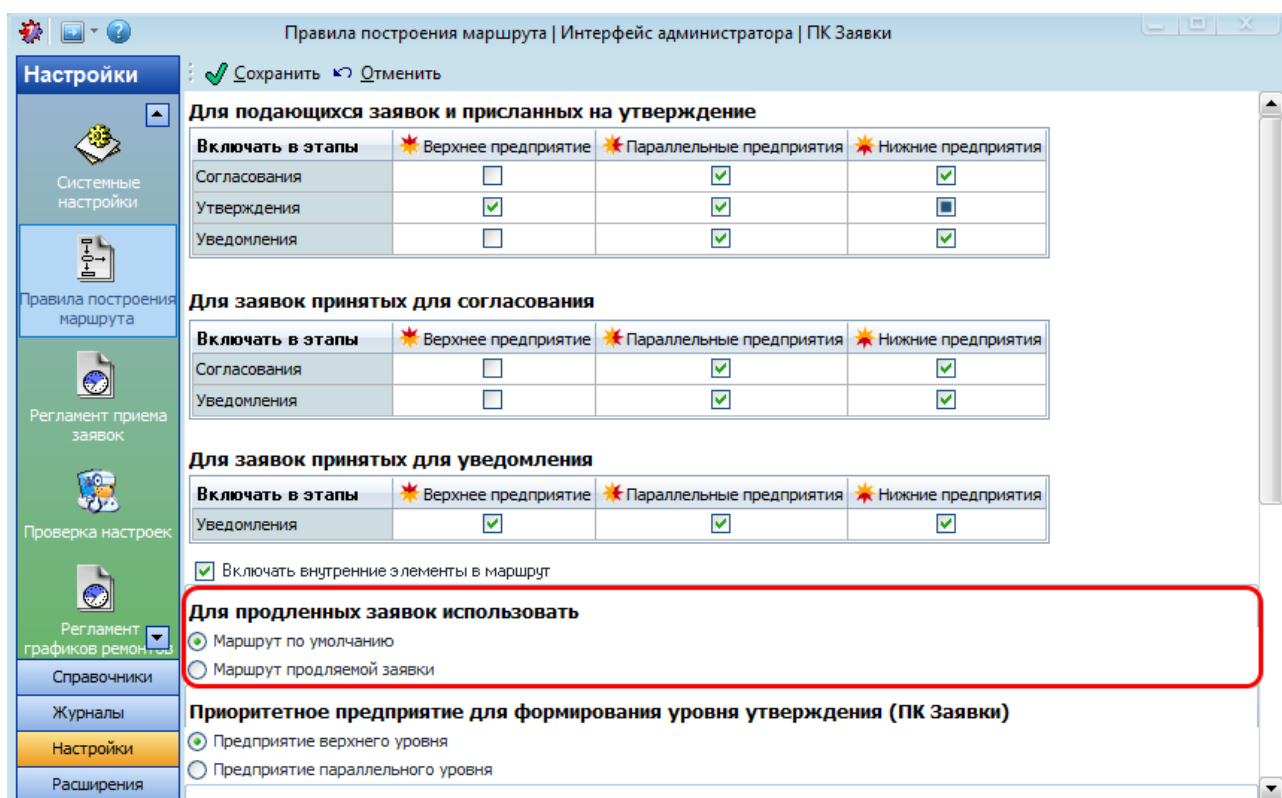 Правила построения маршрута | Интерфейс администратора | ПК Заявки
Настройки
Сохранить Отменить
Системные
настройки
Правила построения
маршрута
Регламент приема
заявок
Проверка настроек
Регламент
графиков ремонтов
Справочники
Журналы
Настройки
Расширения
Для подающихся заявок и присланных на утверждение
Включать в этапы Верхнее предприятие Параллельные предприятия Нижние предприятия
Согласования
Утверждения
Уведомления
Для заявок принятых для согласования
Включать в этапы Верхнее предприятие Параллельные предприятия Нижние предприятия
Согласования
Уведомления
Для заявок принятых для уведомления
Включать в этапы Верхнее предприятие Параллельные предприятия Нижние предприятия
Уведомления
Включать внутренние элементы в маршрут
Для продленных заявок использовать
Маршрут по умолчанию
Маршрут продляемой заявки
Приоритетное предприятие для формирования уровня утверждения (ПК Заявки)
Предприятие верхнего уровня
Предприятие параллельного уровня